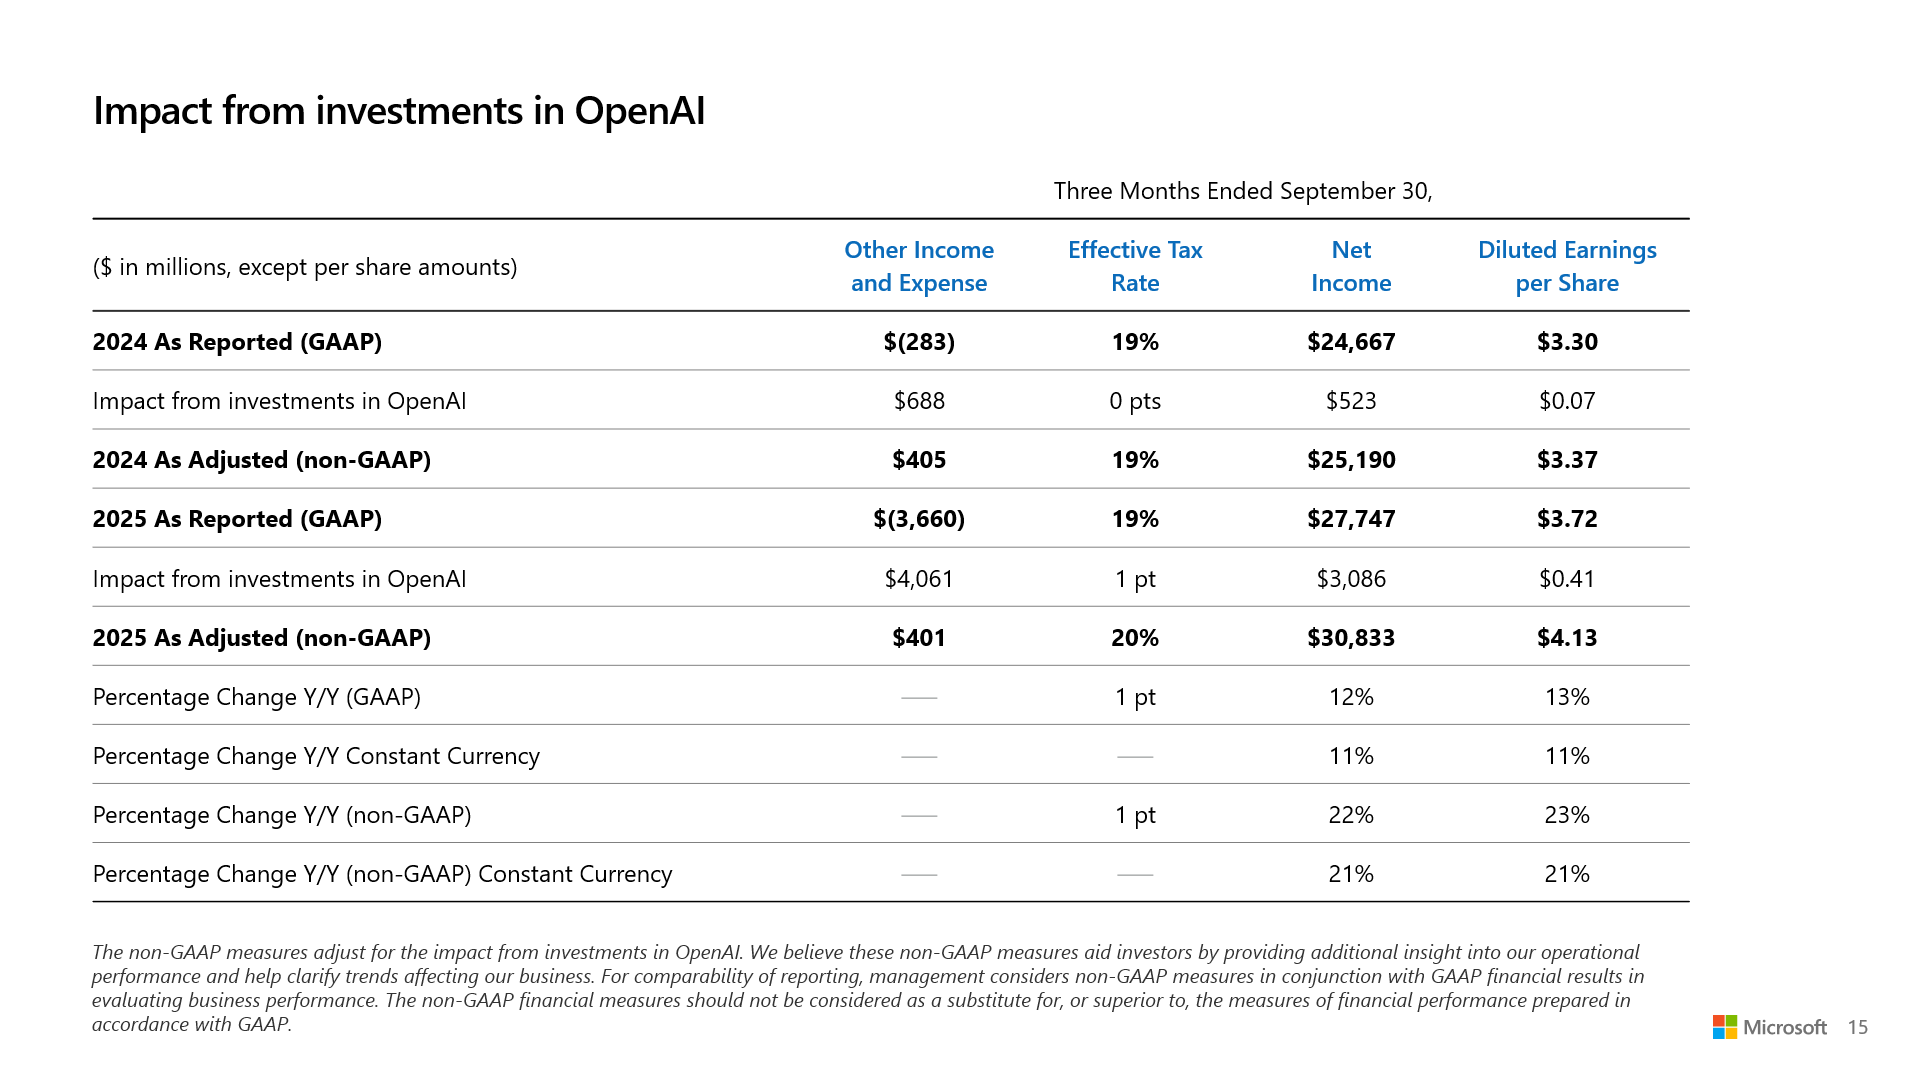 Impact from investments in OpenAI
Three Months Ended September 30,
($ in millions, except per share amounts) Other Income and Expense Effective Tax Rate Net Income Diluted Earnings per Share
2024 As Reported (GAAP) $(283) 19% $24,667 $3.30
Impact from investments in OpenAI $688 0 pts $523 $0.07
2024 As Adjusted (non-GAAP) $405 19% $25,190 $3.37
2025 As Reported (GAAP) $(3,660) 19% $27,747 $3.72
Impact from investments in OpenAI $4,061 1 pt $3,086 $0.41
2025 As Adjusted (non-GAAP) $401 20% $30,833 $4.13
Percentage Change Y/Y (GAAP) — 1 pt 12% 13%
Percentage Change Y/Y Constant Currency — — 11% 11%
Percentage Change Y/Y (non-GAAP) — 1 pt 22% 23%
Percentage Change Y/Y (non-GAAP) Constant Currency — — 21% 21%
The non-GAAP measures adjust for the impact from investments in OpenAI. We believe these non-GAAP measures aid investors by providing additional insight into our operational
performance and help clarify trends affecting our business. For comparability of reporting, management considers non-GAAP measures in conjunction with GAAP financial results in
evaluating business performance. The non-GAAP financial measures should not be considered as a substitute for, or superior to, the measures of financial performance prepared in
accordance with GAAP.
Microsoft 15